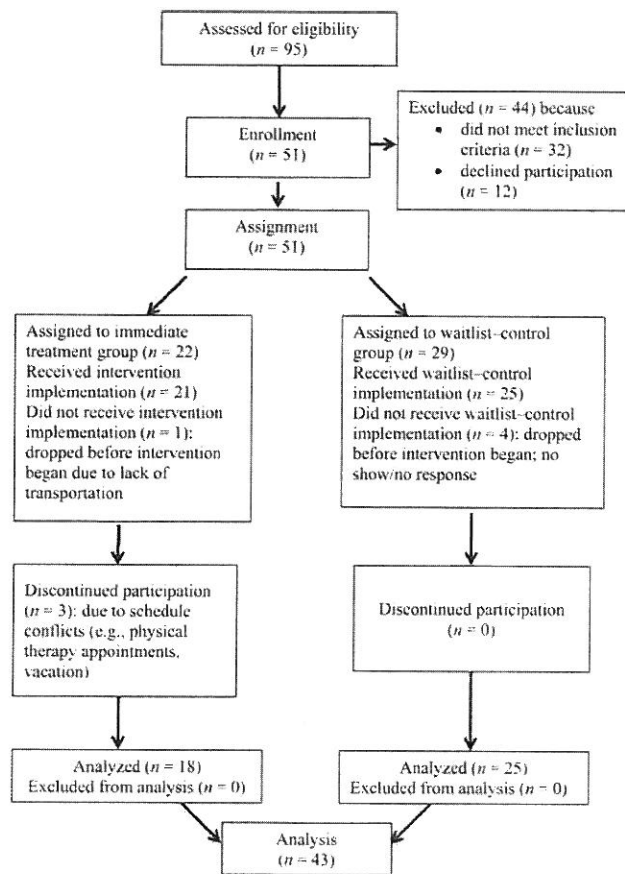 Assessed for eligibility
(n = 95)
Enrollment
(n = 51)
Excluded (n = 44) because
• did not meet inclusion
criteria (n = 32)
• declined participation
(n = 12)
Assignment
(n = 51)
Assigned to immediate
treatment group (n = 22)
Received intervention
implementation (n = 21)
Did not receive intervention
implementation (n = 1):
dropped before intervention
began due to lack of
transportation
Assigned to waitlist–control
group (n = 29)
Received waitlist–control
implementation (n = 25)
Did not receive waitlist–control
implementation (n = 4): dropped
before intervention began; no
show/no response
Discontinued participation
(n = 3): due to schedule
conflicts (e.g., physical
therapy appointments,
vacation)
Discontinued participation
(n = 0)
Analyzed (n = 18)
Excluded from analysis (n = 0)
Analyzed (n = 25)
Excluded from analysis (n = 0)
Analysis
(n = 43)